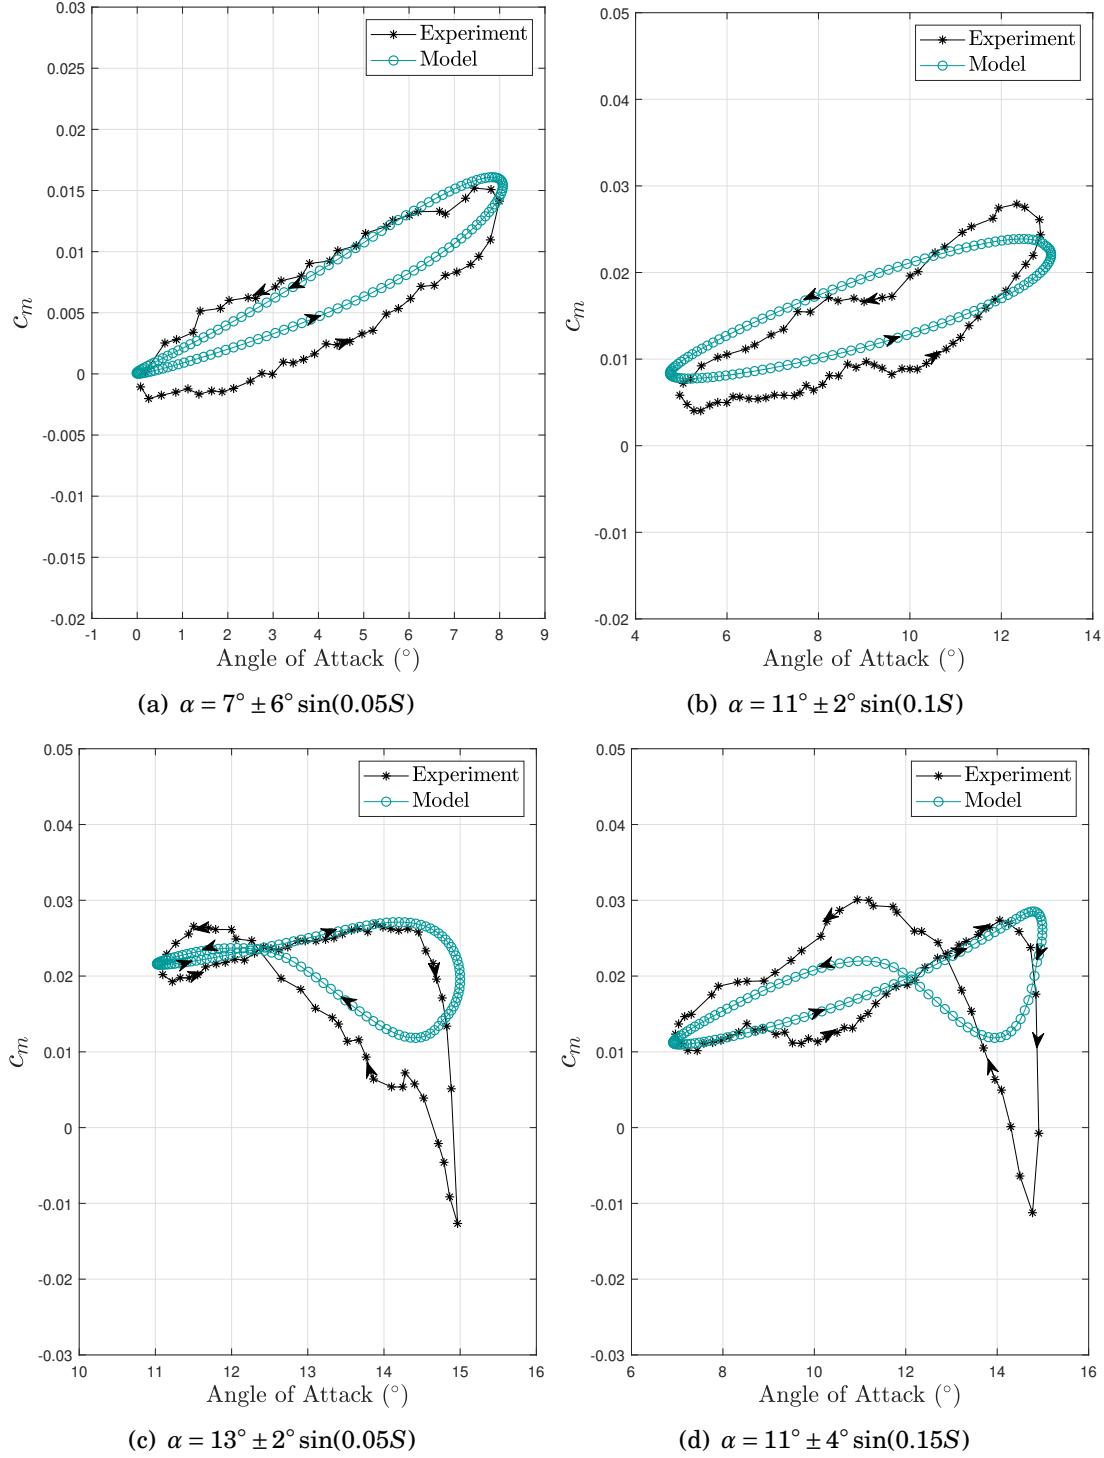 0.03
0.025
0.02
0.015
0.01
0.005
0
-0.005
-0.01
-0.015
-0.02
c_m
Experiment
Model
-1 0 1 2 3 4 5 6 7 8 9
Angle of Attack (°)
(a) α = 7° ± 6° sin(0.05S)
0.05
0.04
0.03
0.02
0.01
0
-0.01
-0.02
c_m
Experiment
Model
4 6 8 10 12 14
Angle of Attack (°)
(b) α = 11° ± 2° sin(0.1S)
0.05
0.04
0.03
0.02
0.01
0
-0.01
-0.02
-0.03
c_m
Experiment
Model
10 11 12 13 14 15 16
Angle of Attack (°)
(c) α = 13° ± 2° sin(0.05S)
0.05
0.04
0.03
0.02
0.01
0
-0.01
-0.02
-0.03
c_m
Experiment
Model
6 8 10 12 14 16
Angle of Attack (°)
(d) α = 11° ± 4° sin(0.15S)